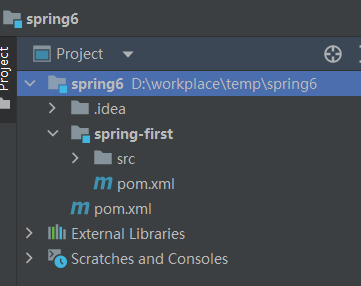 spring6
Project
Project
spring6 D:\workplace\temp\spring6
.idea
spring-first
src
pom.xml
pom.xml
External Libraries
Scratches and Consoles